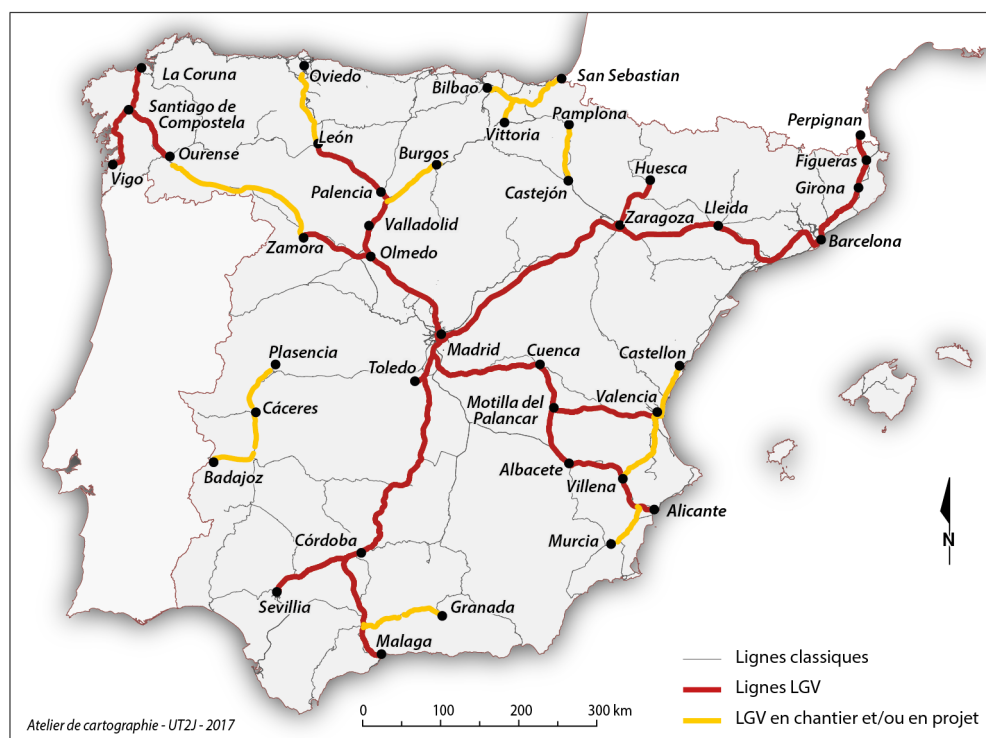 La Coruna
Oviedo
Bilbao
San Sebastian
Santiago de
Compostela
Vittoria
Pamplona
Perpignan
León
Burgos
Ourense
Huesca
Figueras
Vigo
Palencia
Castejón
Girona
Valladolid
Zaragoza
Lleida
Zamora
Olmedo
Barcelona
Madrid
Plasencia
Toledo
Cuenca
Castellon
Cáceres
Motilla del
Palancar
Valencia
Badajoz
Albacete
Villena
Alicante
Córdoba
Murcia
N
Sevillia
Granada
Malaga
Lignes classiques
Lignes LGV
LGV en chantier et/ou en projet
0 100 200 300 km
Atelier de cartographie - UT2J - 2017